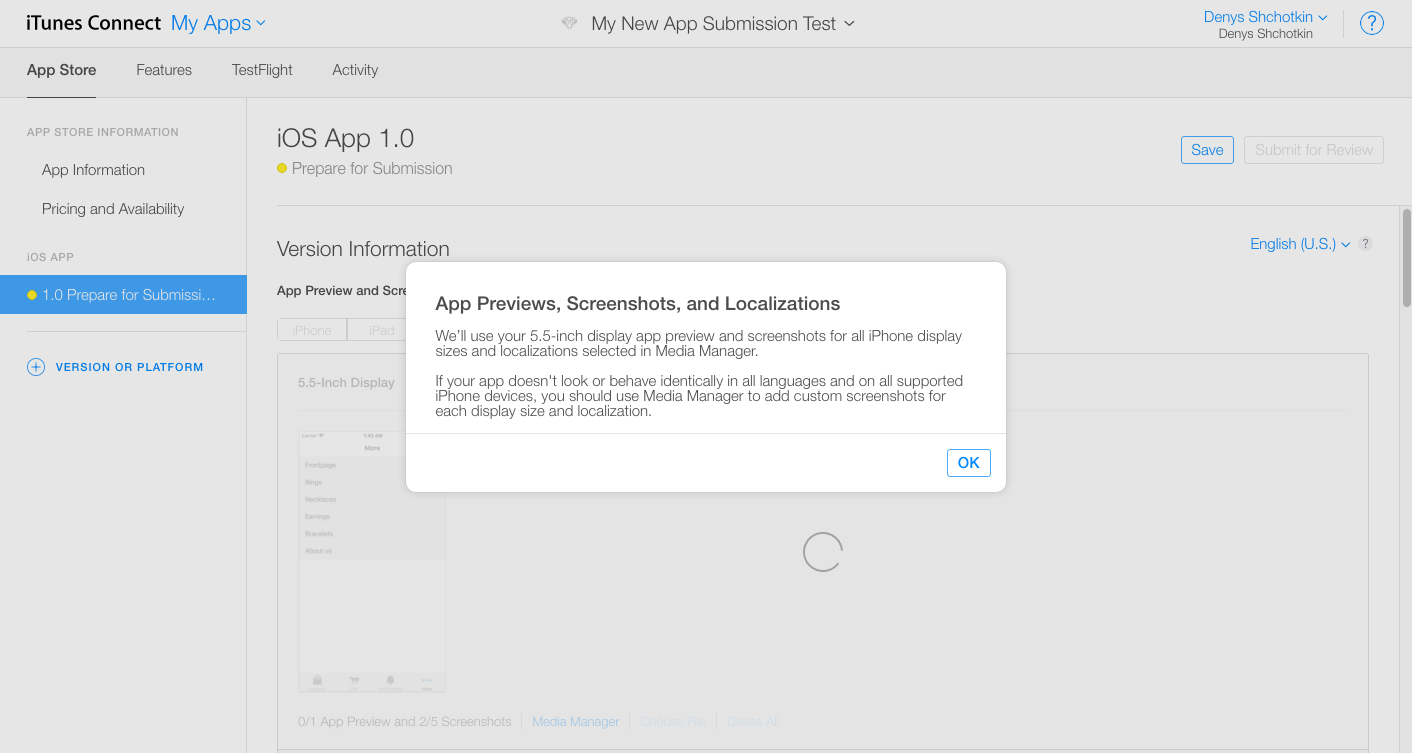 iTunes Connect My Apps
My New App Submission Test
Denys Shchotkin
Denys Shchotkin
?
App Store
Features
TestFlight
Activity
APP STORE INFORMATION
App Information
Pricing and Availability
iOS APP
1.0 Prepare for Submissi…
VERSION OR PLATFORM
iOS App 1.0
Prepare for Submission
Save
Submit for Review
Version Information
English (U.S.)
?
App Preview and Scre
iPhone
iPad
5.5-Inch Display
App Previews, Screenshots, and Localizations
We'll use your 5.5-inch display app preview and screenshots for all iPhone display
sizes and localizations selected in Media Manager.
If your app doesn't look or behave identically in all languages and on all supported
iPhone devices, you should use Media Manager to add custom screenshots for
each display size and localization.
OK
Carrier
7:45 AM
More
Frontpage
Rings
Necklaces
Earrings
Bracelets
About us
0/1 App Preview and 2/5 Screenshots
Media Manager
Choose File
Delete All